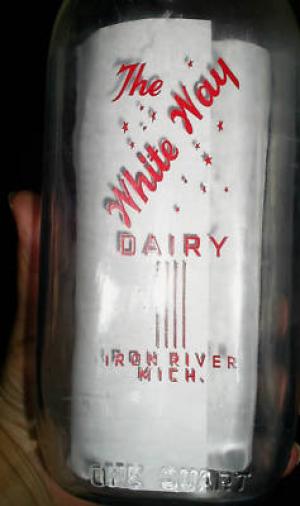 The
White Way
DAIRY
IRON RIVER
MICH.
ONE QUART